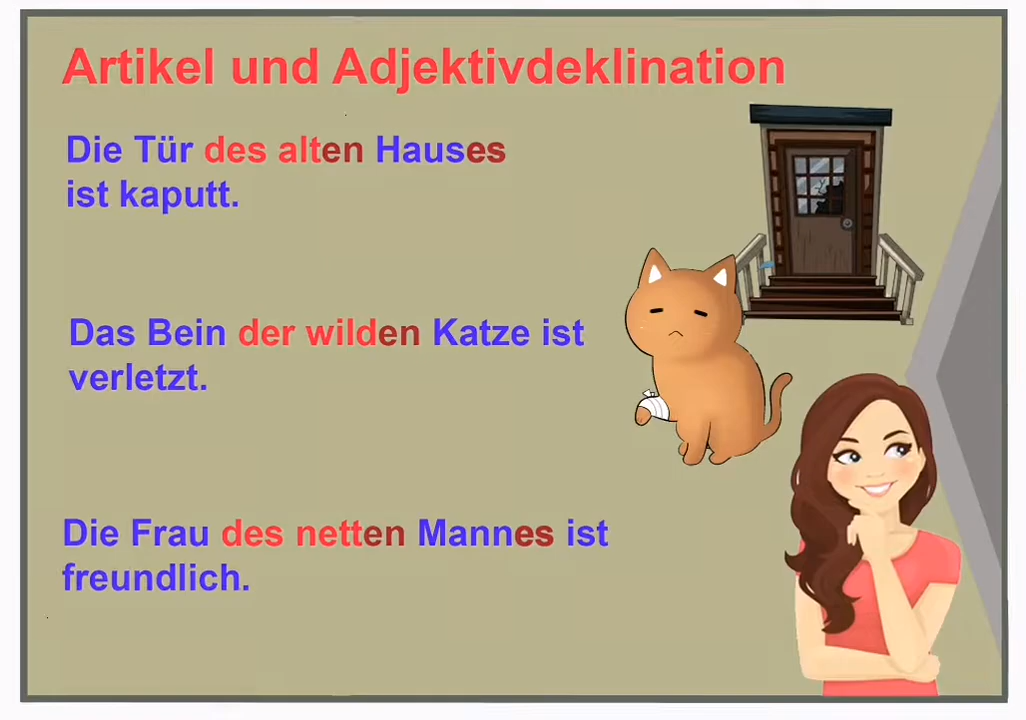 Artikel und Adjektivdeklination
Die Tür des alten Hauses
ist kaputt.
Das Bein der wilden Katze ist
verletzt.
Die Frau des netten Mannes ist
freundlich.